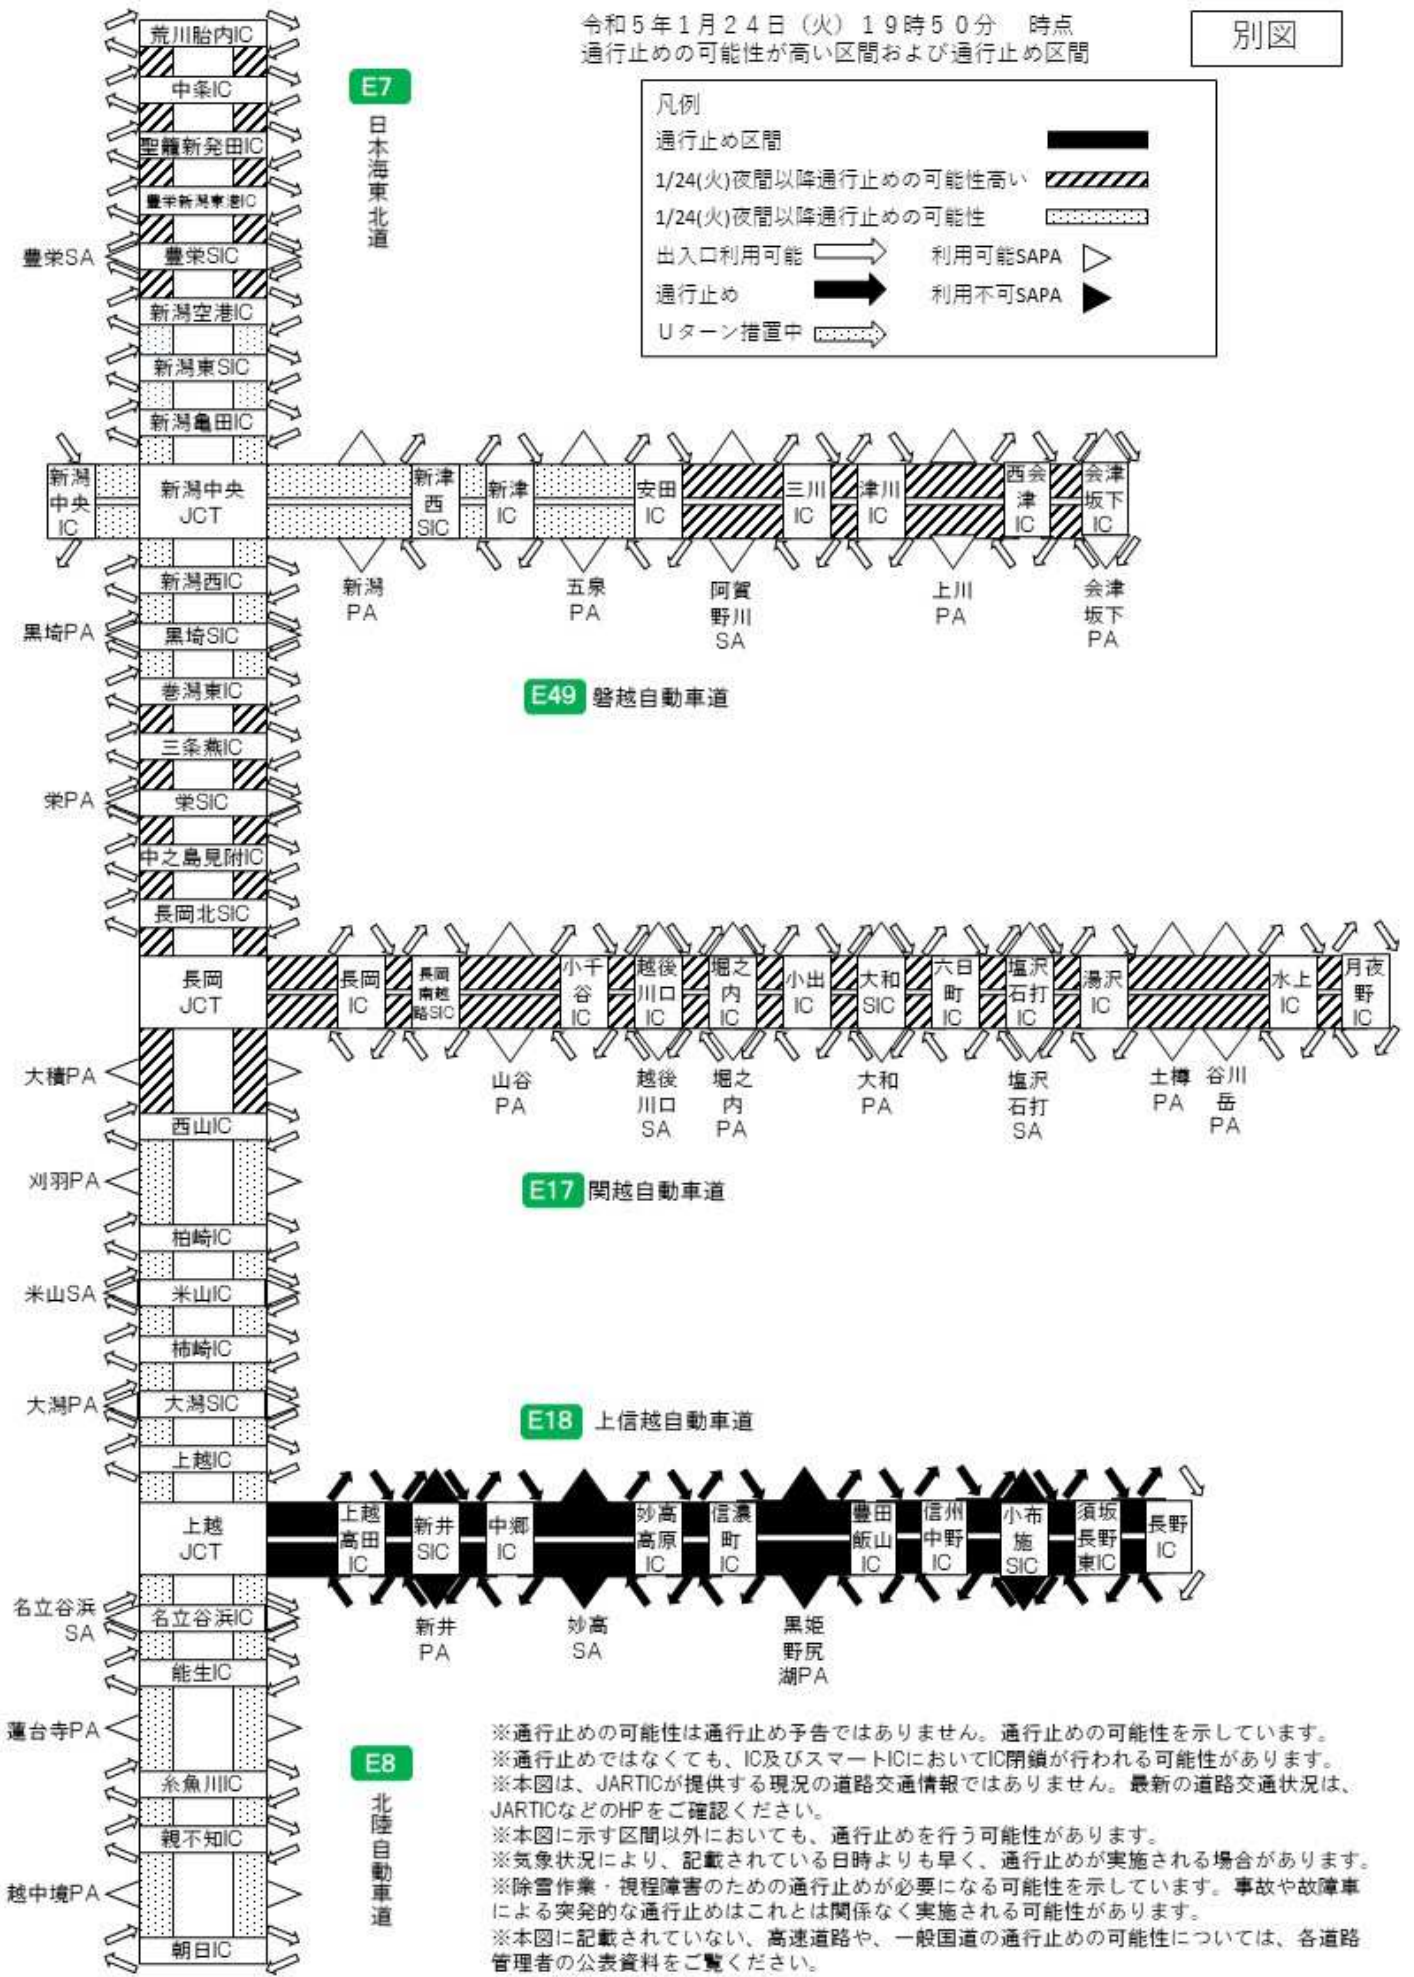 令和５年１月２４日（火）１９時５０分　時点
通行止めの可能性が高い区間および通行止め区間
別図
凡例
通行止め区間
1/24(火)夜間以降通行止めの可能性高い
1/24(火)夜間以降通行止めの可能性
出入口利用可能
利用可能SAPA
通行止め
利用不可SAPA
Uターン措置中
E7
日本海東北道
荒川胎内IC
中条IC
聖籠新発田IC
豊栄新潟東港IC
豊栄SA
豊栄SIC
新潟空港IC
新潟東SIC
新潟亀田IC
新潟中央IC
新潟中央JCT
新津西SIC
新津IC
安田IC
三川IC
津川IC
西会津IC
会津坂下IC
新潟PA
五泉PA
阿賀野川SA
上川PA
会津坂下PA
E49 磐越自動車道
新潟西IC
黒埼PA
黒埼SIC
巻潟東IC
三条燕IC
栄PA
栄SIC
中之島見附IC
長岡北SIC
長岡JCT
長岡IC
長岡南越路SIC
小千谷IC
越後川口IC
堀之内IC
小出IC
大和SIC
六日町IC
塩沢石打IC
湯沢IC
水上IC
月夜野IC
山谷PA
越後川口SA
堀之内PA
大和PA
塩沢石打SA
土樽PA
谷川岳PA
E17 関越自動車道
大積PA
西山IC
刈羽PA
柏崎IC
米山SA
米山IC
柿崎IC
大潟PA
大潟SIC
上越IC
E18 上信越自動車道
上越JCT
上越高田IC
新井SIC
中郷IC
妙高高原IC
信濃町IC
豊田飯山IC
信州中野IC
小布施SIC
須坂長野東IC
長野IC
新井PA
妙高SA
黒姫野尻湖PA
名立谷浜SA
名立谷浜IC
能生IC
蓮台寺PA
糸魚川IC
親不知IC
越中境PA
朝日IC
E8
北陸自動車道
※通行止めの可能性は通行止め予告ではありません。通行止めの可能性を示しています。
※通行止めではなくても、IC及びスマートICにおいてIC閉鎖が行われる可能性があります。
※本図は、JARTICが提供する現況の道路交通情報ではありません。最新の道路交通状況は、
JARTICなどのHPをご確認ください。
※本図に示す区間以外においても、通行止めを行う可能性があります。
※気象状況により、記載されている日時よりも早く、通行止めが実施される場合があります。
※除雪作業・視程障害のための通行止めが必要になる可能性を示しています。事故や故障車
による突発的な通行止めはこれとは関係なく実施される可能性があります。
※本図に記載されていない、高速道路や、一般国道の通行止めの可能性については、各道路
管理者の公表資料をご覧ください。